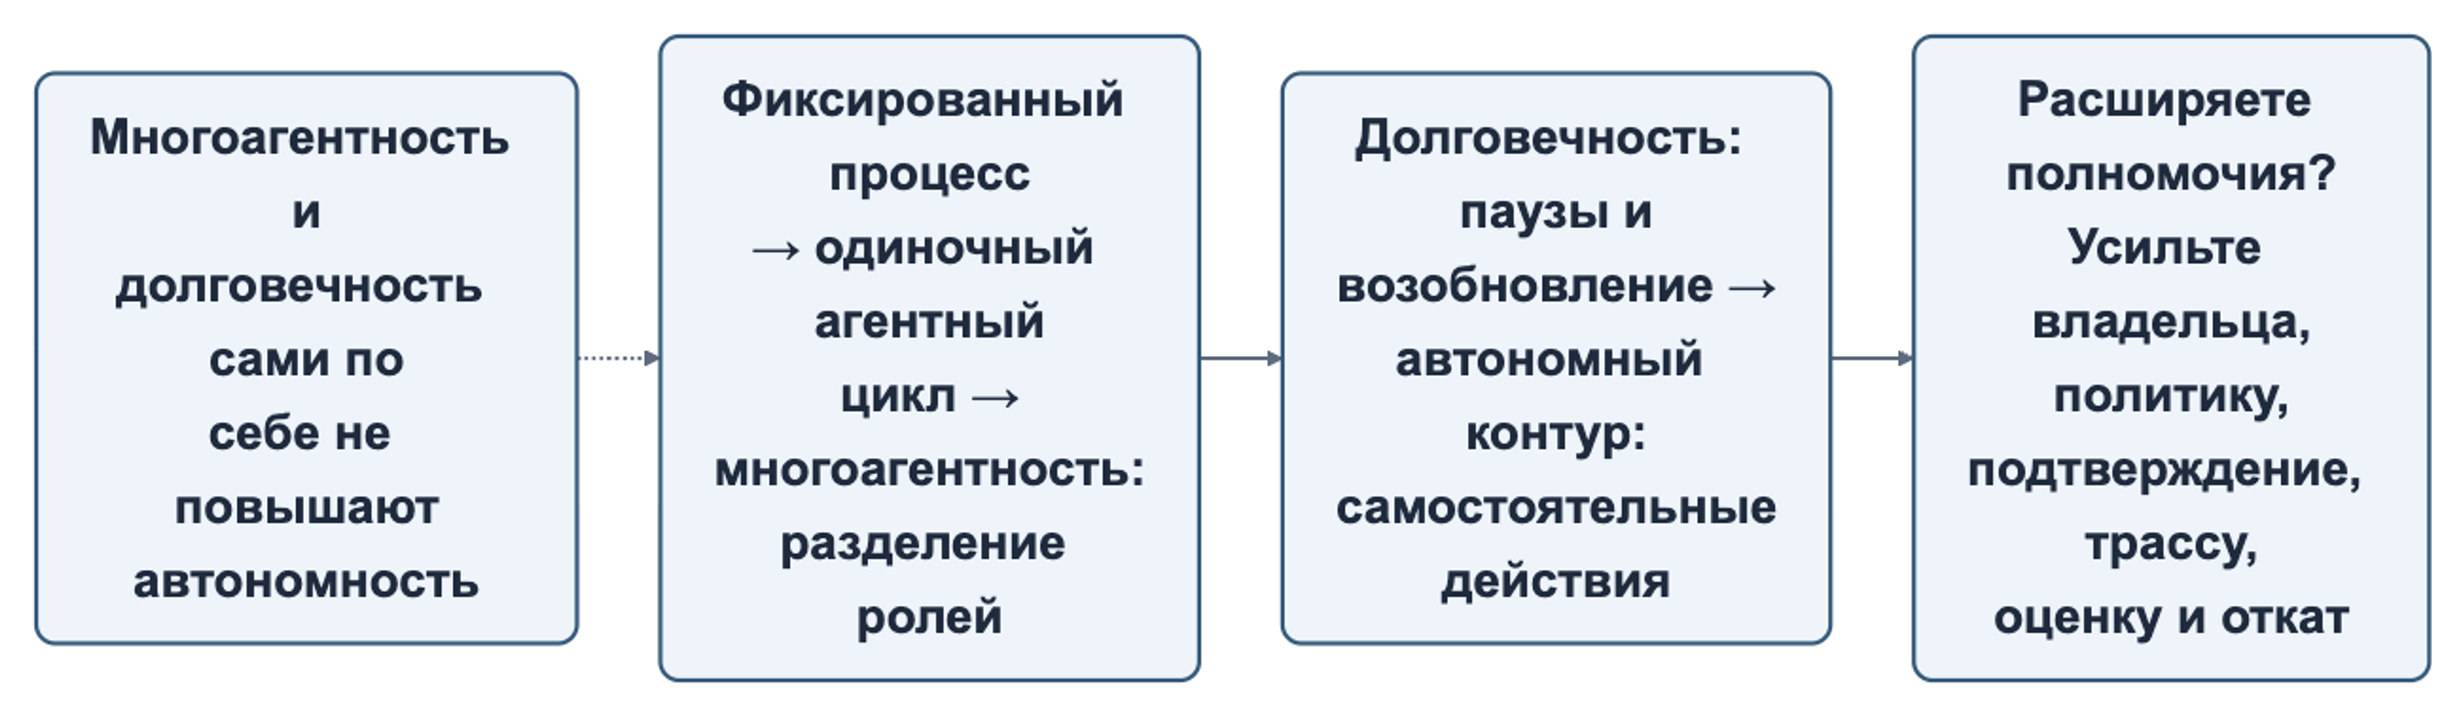 Многоагентность
и
долговечность
сами по
себе не
повышают
автономность
Фиксированный
процесс
→ одиночный
агентный
цикл →
многоагентность:
разделение
ролей
Долговечность:
паузы и
возобновление →
автономный
контур:
самостоятельные
действия
Расширяете
полномочия?
Усильте
владельца,
политику,
подтверждение,
трассу,
оценку и откат